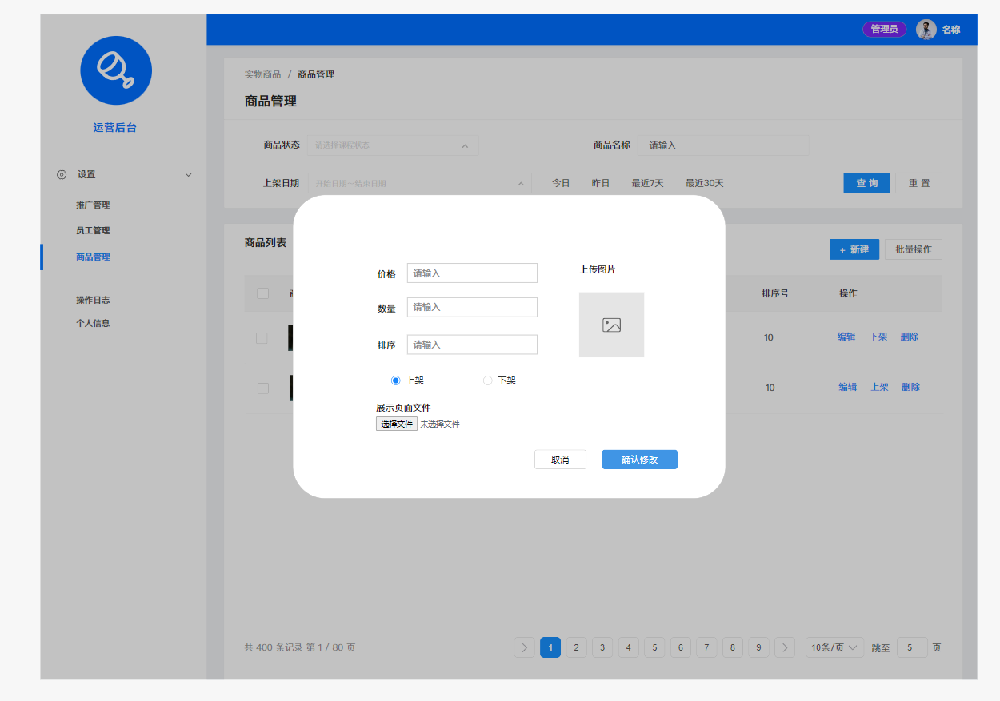 管理员 名称
运营后台
设置
推广管理
员工管理
商品管理
操作日志
个人信息
实物商品 / 商品管理
商品管理
商品状态 请选择课程状态 商品名称 请输入
上架日期 开始日期—结束日期 今日 昨日 最近7天 最近30天 查 询 重 置
商品列表 + 新建 批量操作
排序号 操作
10 编辑 下架 删除
10 编辑 上架 删除
价格 请输入 上传图片
数量 请输入
排序 请输入
上架 下架
展示页面文件
选择文件 未选择文件
取消 确认修改
共 400 条记录 第 1 / 80 页 1 2 3 4 5 6 7 8 9 10条/页 跳至 5 页